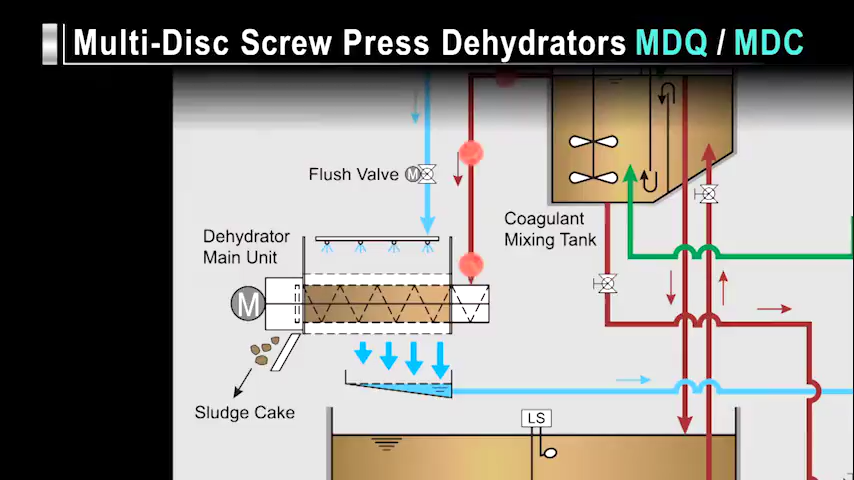 Multi-Disc Screw Press Dehydrators MDQ / MDC
Flush Valve M
Coagulant
Mixing Tank
Dehydrator
Main Unit
M
Sludge Cake
LS